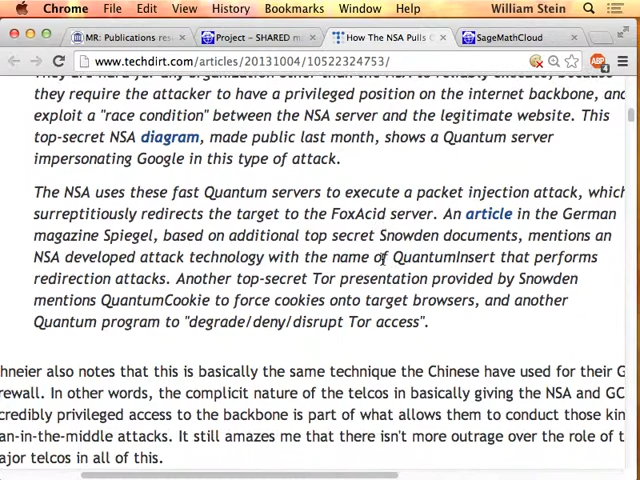 Chrome File Edit View History Bookmarks Window Help William Stein
MR: Publications res
Project – SHARED m
How The NSA Pulls
SageMathCloud
www.techdirt.com/articles/20131004/10522324753/
ABP
they require the attacker to have a privileged position on the internet backbone, and
exploit a "race condition" between the NSA server and the legitimate website. This
top-secret NSA diagram, made public last month, shows a Quantum server
impersonating Google in this type of attack.
The NSA uses these fast Quantum servers to execute a packet injection attack, which
surreptitiously redirects the target to the FoxAcid server. An article in the German
magazine Spiegel, based on additional top secret Snowden documents, mentions an
NSA developed attack technology with the name of QuantumInsert that performs
redirection attacks. Another top-secret Tor presentation provided by Snowden
mentions QuantumCookie to force cookies onto target browsers, and another
Quantum program to "degrade/deny/disrupt Tor access".
hneier also notes that this is basically the same technique the Chinese have used for their G
rewall. In other words, the complicit nature of the telcos in basically giving the NSA and GC
credibly privileged access to the backbone is part of what allows them to conduct those kin
an-in-the-middle attacks. It still amazes me that there isn't more outrage over the role of t
ajor telcos in all of this.